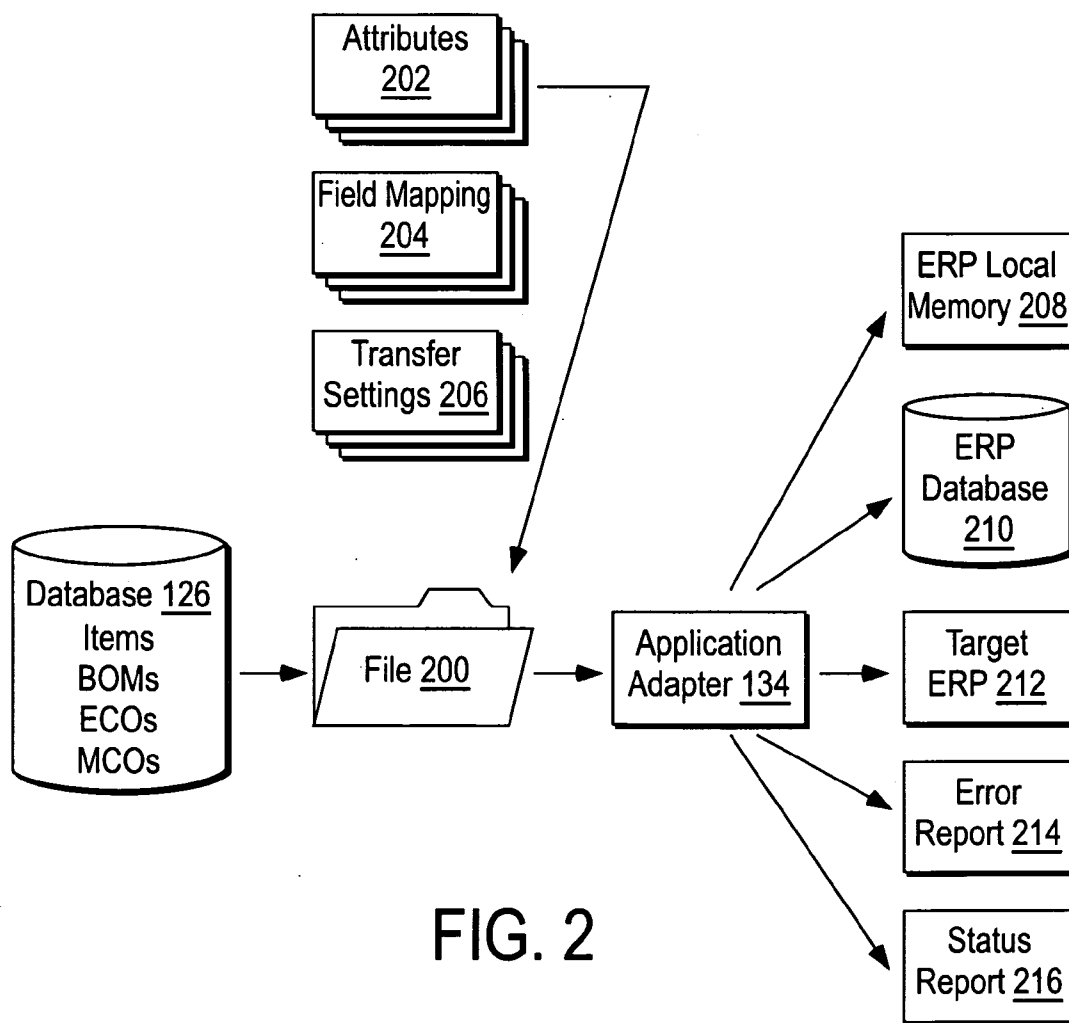 Attributes
202
Field Mapping
204
Transfer
Settings 206
Database 126
Items
BOMs
ECOs
MCOs
File 200
Application
Adapter 134
ERP Local
Memory 208
ERP
Database
210
Target
ERP 212
Error
Report 214
Status
Report 216
FIG. 2